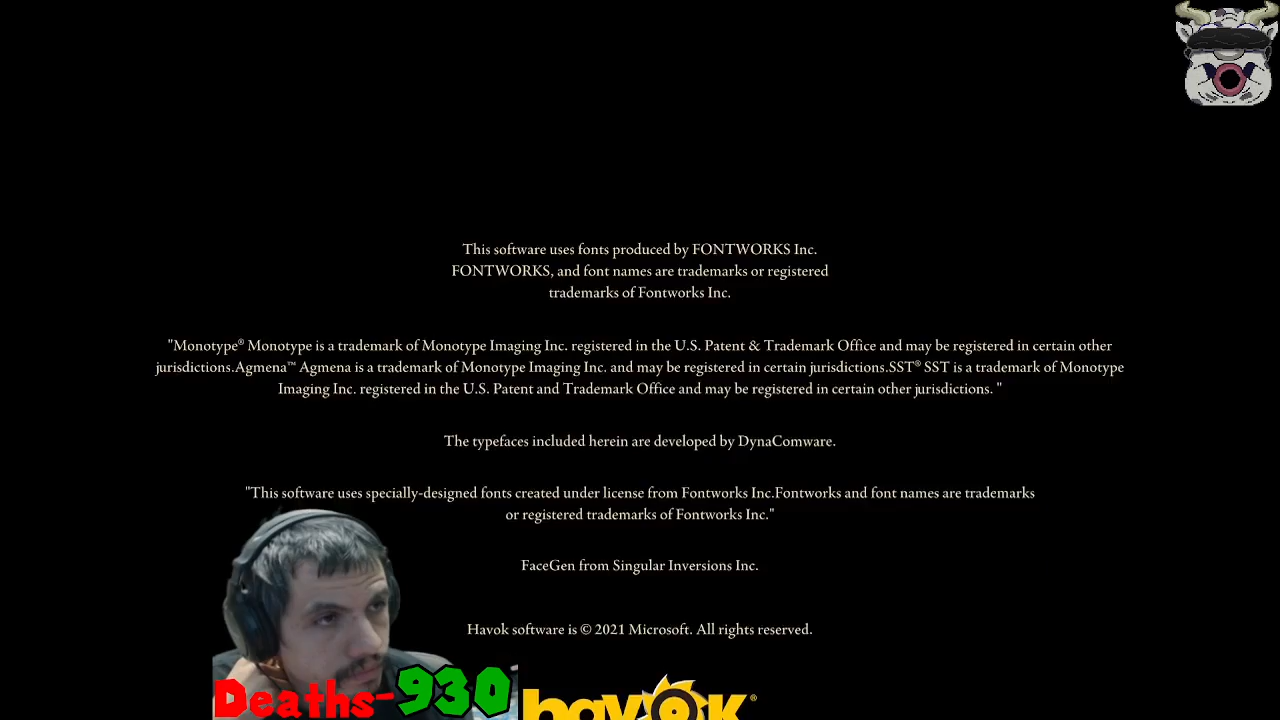 This software uses fonts produced by FONTWORKS Inc.
FONTWORKS, and font names are trademarks or registered
trademarks of Fontworks Inc.
"Monotype® Monotype is a trademark of Monotype Imaging Inc. registered in the U.S. Patent & Trademark Office and may be registered in certain other
jurisdictions.Agmena™ Agmena is a trademark of Monotype Imaging Inc. and may be registered in certain jurisdictions.SST® SST is a trademark of Monotype
Imaging Inc. registered in the U.S. Patent and Trademark Office and may be registered in certain other jurisdictions. "
The typefaces included herein are developed by DynaComware.
"This software uses specially-designed fonts created under license from Fontworks Inc.Fontworks and font names are trademarks
or registered trademarks of Fontworks Inc."
FaceGen from Singular Inversions Inc.
Havok software is © 2021 Microsoft. All rights reserved.
Deaths-930
havok®